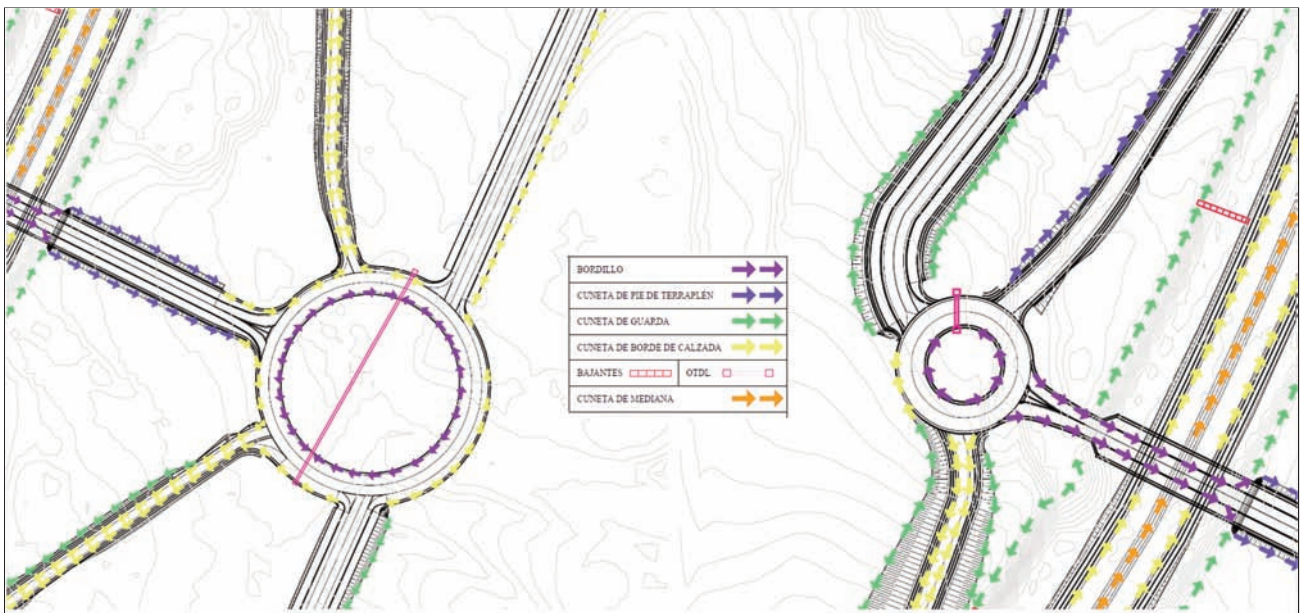 BORDILLO
CUNETA DE PIE DE TERRAPLÉN
CUNETA DE GUARDA
CUNETA DE BORDE DE CALZADA
BAJANTES OTDL
CUNETA DE MEDIANA